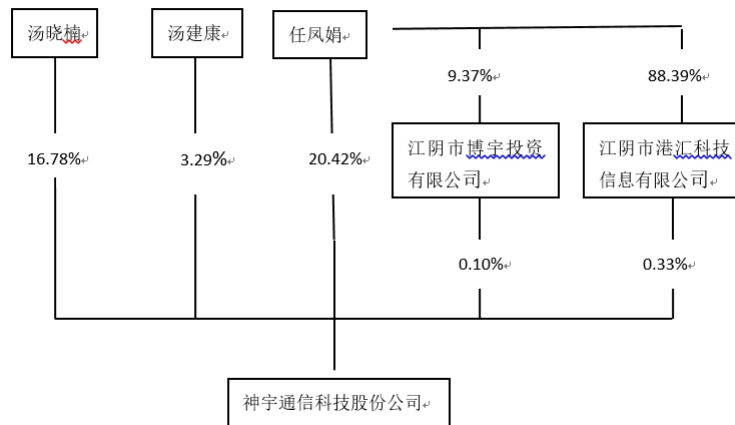 汤晓楠
汤建康
任凤娟
9.37%
88.39%
16.78%
3.29%
20.42%
江阴市博宇投资
有限公司
江阴市港汇科技
信息有限公司
0.10%
0.33%
神宇通信科技股份公司